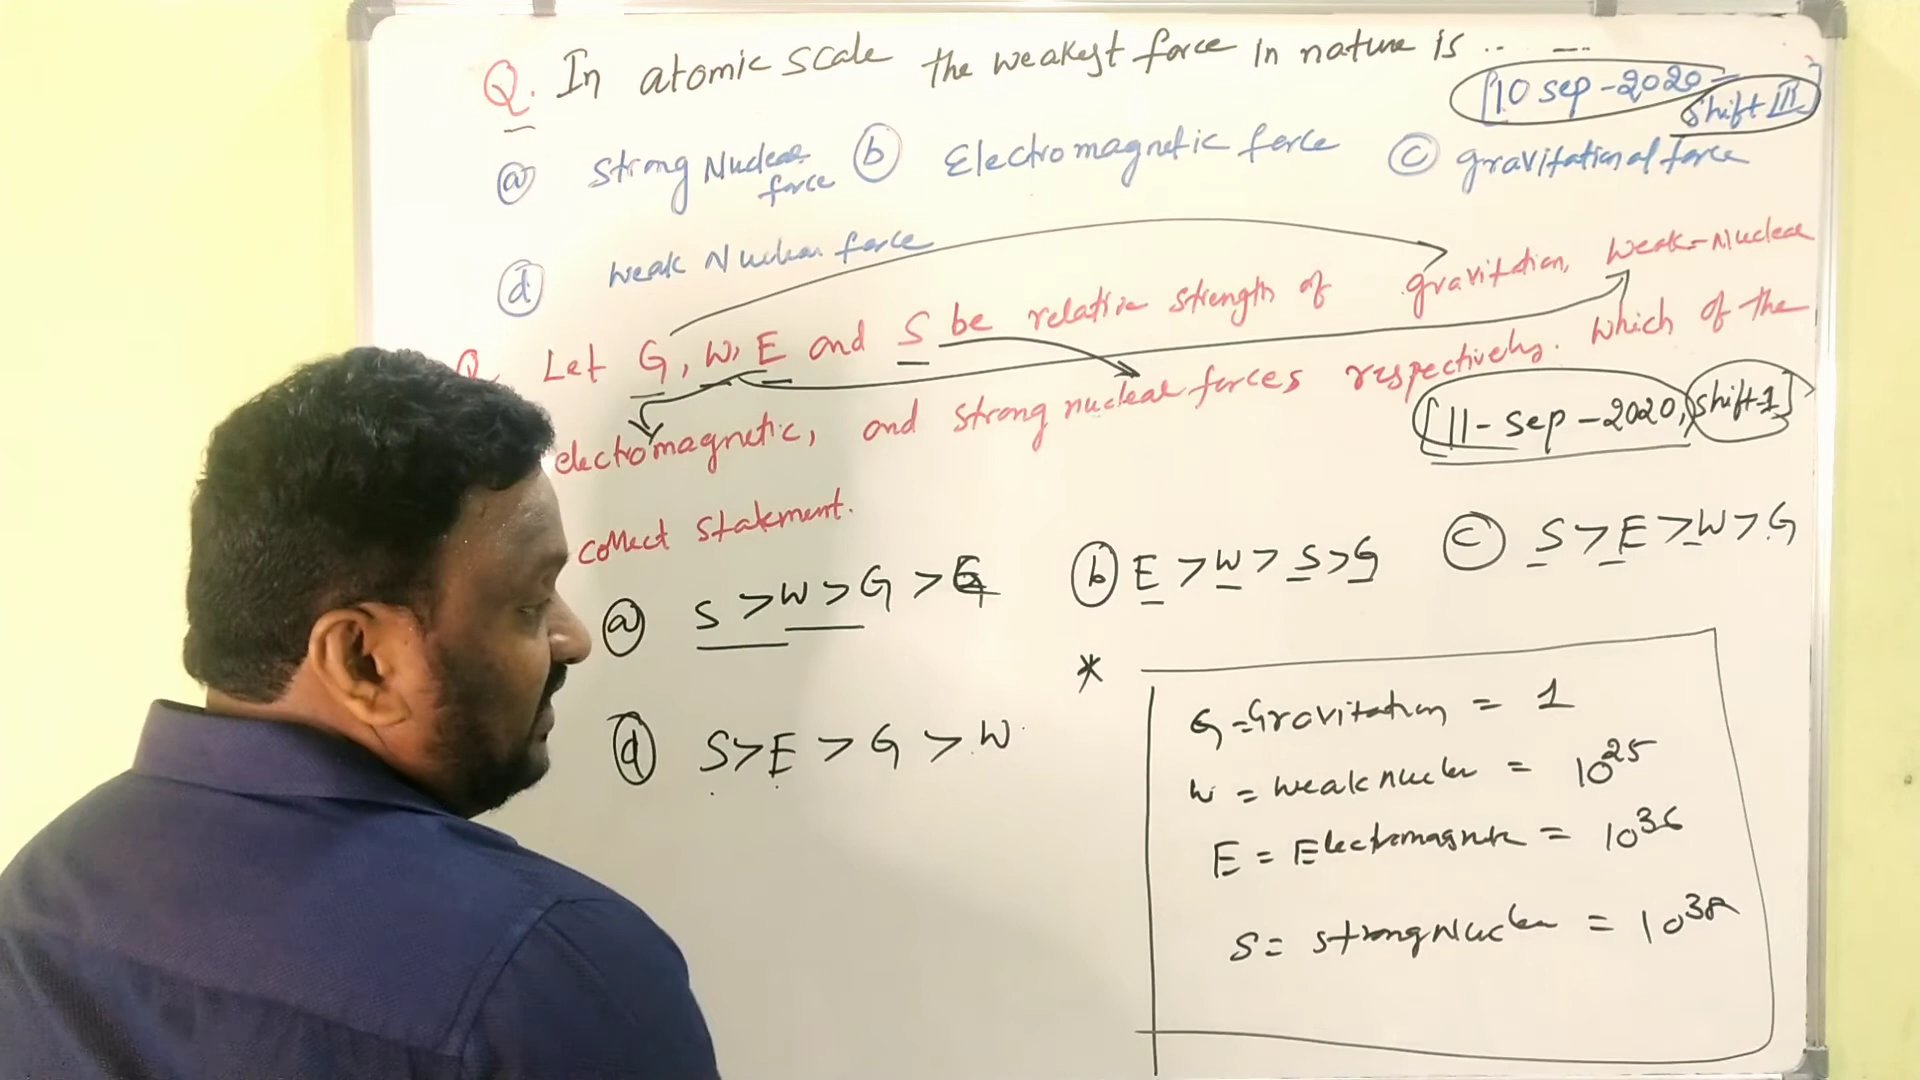 Q. In atomic scale the weakest force in nature is .. ...
[10 sep-2020-
Shift III]
(a) Strong Nuclear force (b) Electromagnetic force (c) gravitational force
(d) weak Nuclear force
Q Let G, W, E and S be relative strength of gravitation, weak-Nuclear
electromagnetic, and strong nuclear forces respectively. which of the
[11-sep-2020, shift-1]
correct statement.
(a) S > W > G > E (b) E > W > S > G (c) S > E > W > G
(d) S > E > G > W
*
G = Gravitation = 1
W = weak nuclear = 10^25
E = Electromagnetic = 10^36
S = strong Nuclear = 10^38